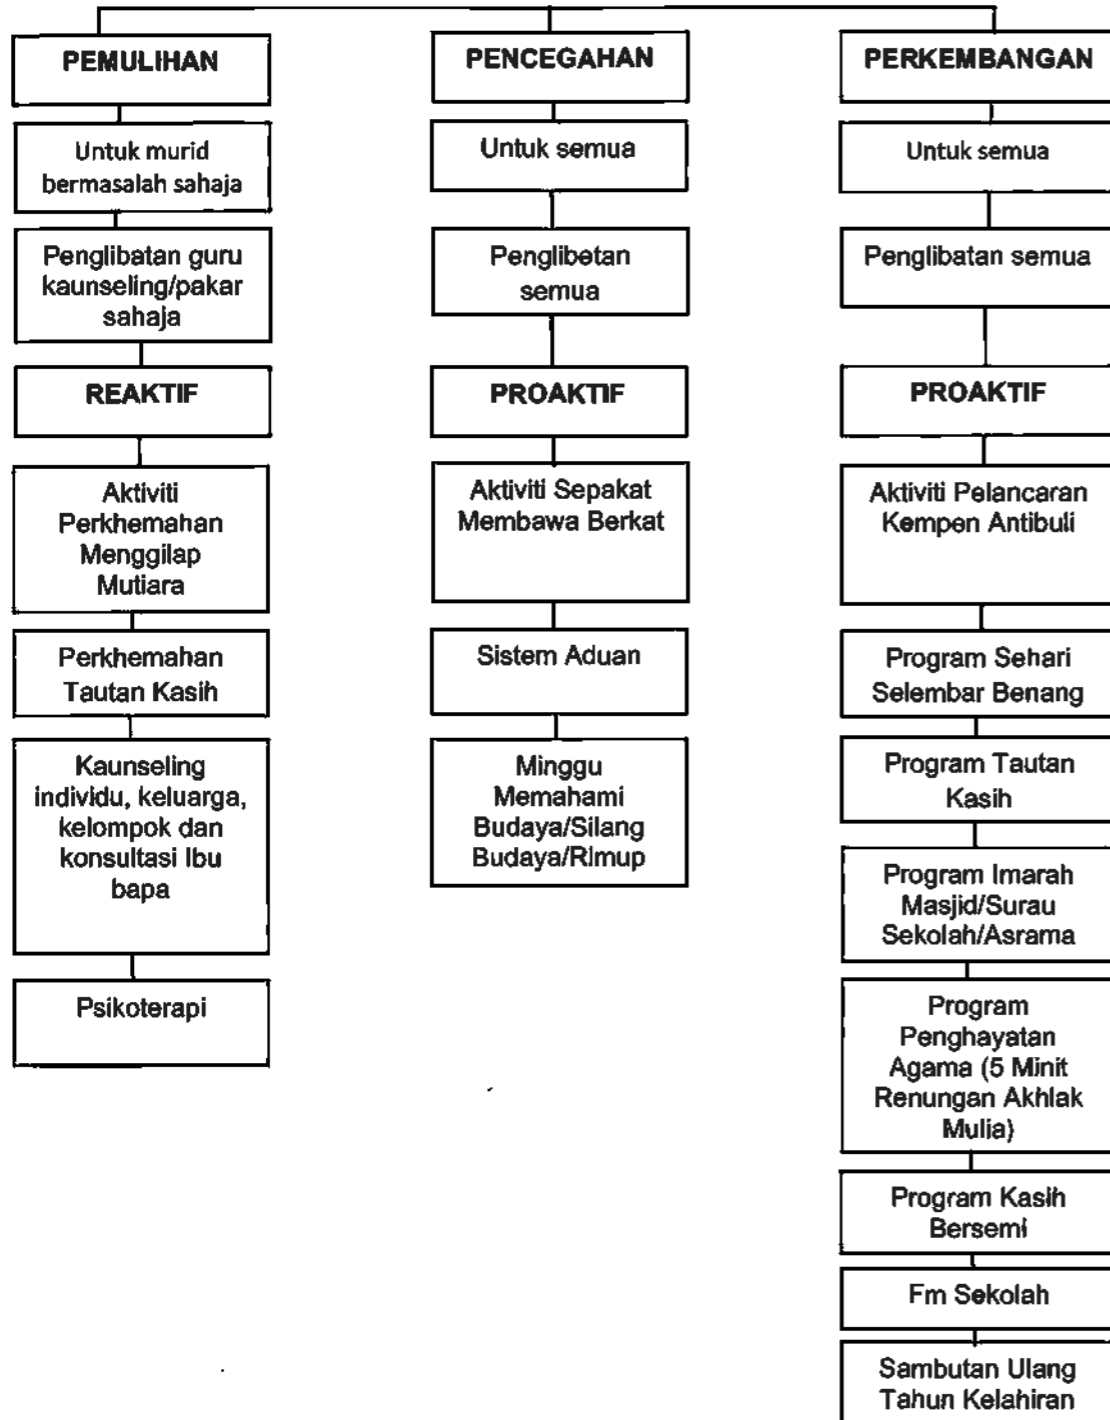 PEMULIHAN
Untuk murid
bermasalah sahaja
Penglibatan guru
kaunseling/pakar
sahaja
REAKTIF
Aktiviti
Perkhemahan
Menggilap
Mutiara
Perkhemahan
Tautan Kasih
Kaunseling
individu, keluarga,
kelompok dan
konsultasi Ibu
bapa
Psikoterapi
PENCEGAHAN
Untuk semua
Penglibetan
semua
PROAKTIF
Aktiviti Sepakat
Membawa Berkat
Sistem Aduan
Minggu
Memahami
Budaya/Silang
Budaya/Rimup
PERKEMBANGAN
Untuk semua
Penglibatan semua
PROAKTIF
Aktiviti Pelancaran
Kempen Antibuli
Program Sehari
Selembar Benang
Program Tautan
Kasih
Program Imarah
Masjid/Surau
Sekolah/Asrama
Program
Penghayatan
Agama (5 Minit
Renungan Akhlak
Mulia)
Program Kasih
Bersemi
Fm Sekolah
Sambutan Ulang
Tahun Kelahiran